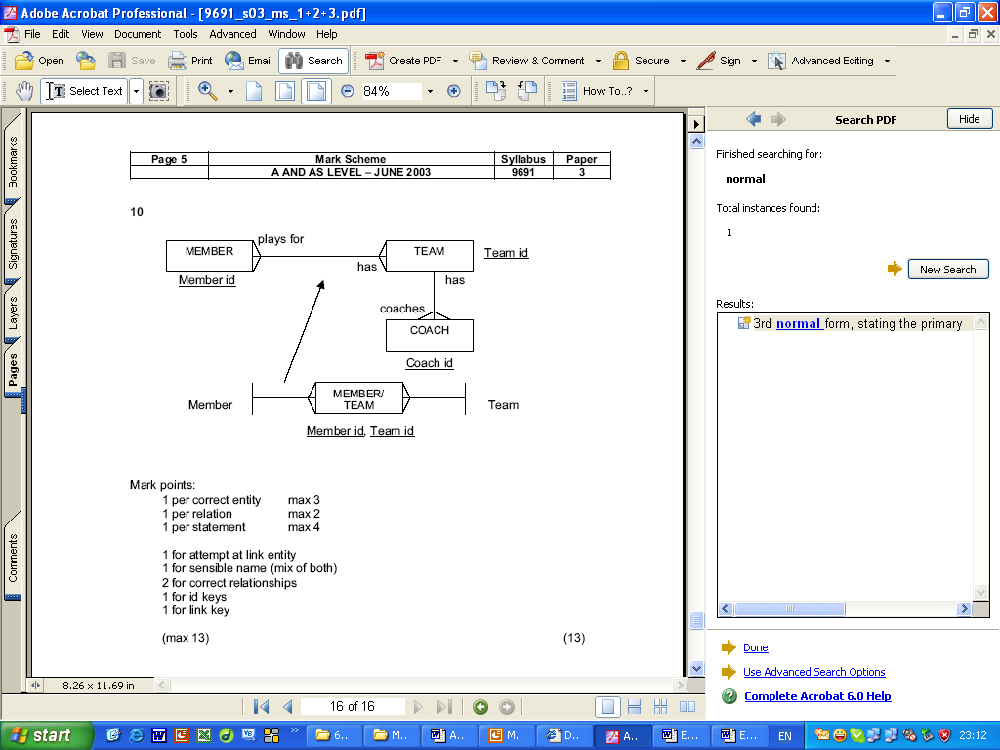 Adobe Acrobat Professional - [9691_s03_ms_1+2+3.pdf]
File Edit View Document Tools Advanced Window Help
Open Save Print Email Search Create PDF Review & Comment Secure Sign Advanced Editing
Select Text 84% How To..?
Bookmarks
Signatures
Layers
Pages
Comments
Page 5 Mark Scheme Syllabus Paper
A AND AS LEVEL – JUNE 2003 9691 3
10
plays for
MEMBER TEAM Team id
has
Member id has
coaches
COACH
Coach id
MEMBER/
TEAM
Member Team
Member id, Team id
Mark points:
1 per correct entity max 3
1 per relation max 2
1 per statement max 4
1 for attempt at link entity
1 for sensible name (mix of both)
2 for correct relationships
1 for id keys
1 for link key
(max 13) (13)
8.26 x 11.69 in
16 of 16
Search PDF Hide
Finished searching for:
normal
Total instances found:
1
New Search
Results:
3rd normal form, stating the primary
Done
Use Advanced Search Options
Complete Acrobat 6.0 Help
start 6.. M.. A.. M.. D.. A.. E... E... EN 23:12